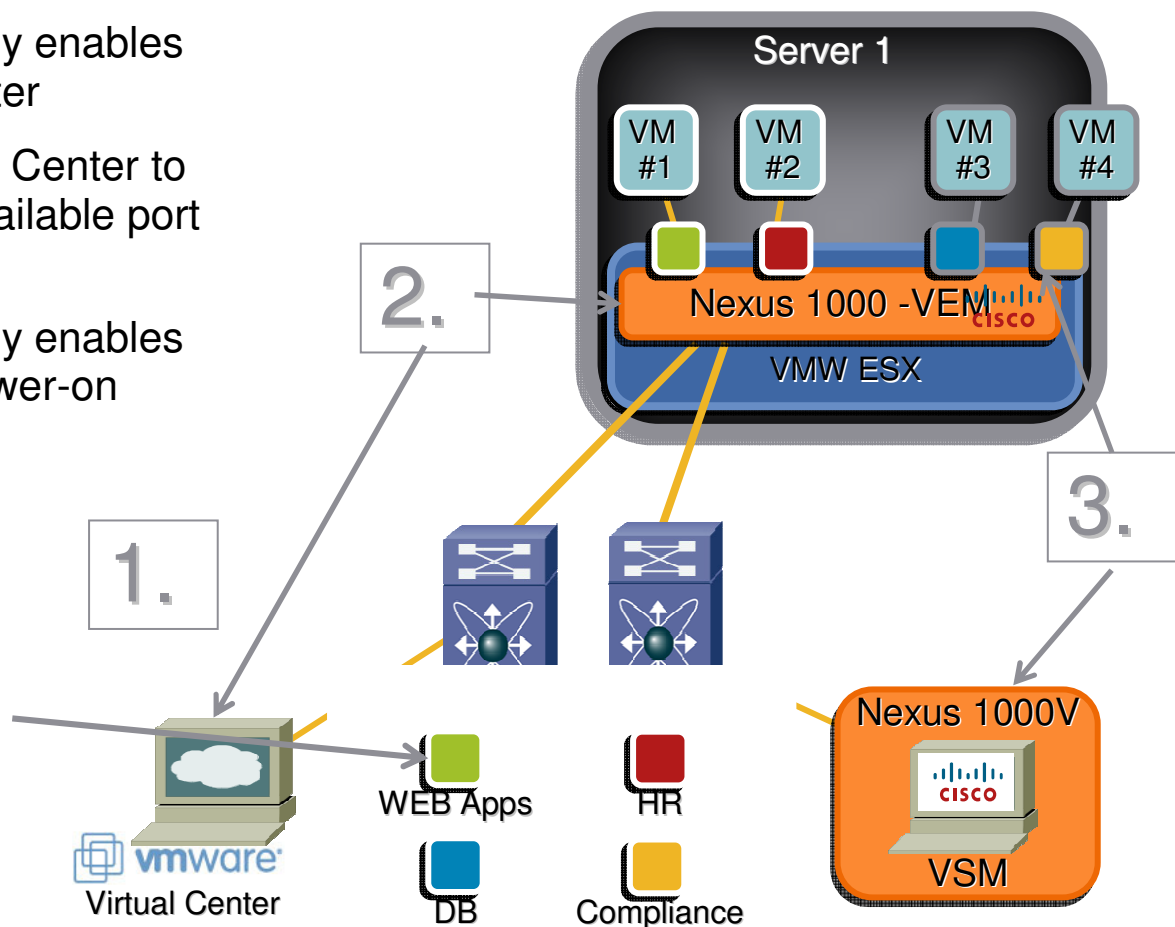 y enables
ter
Center to
ailable port
y enables
wer-on
Server 1
VM
#1
VM
#2
VM
#3
VM
#4
2.
Nexus 1000 -VEM
CISCO
VMW ESX
3.
1.
Nexus 1000V
CISCO
VSM
WEB Apps
HR
vmware
Virtual Center
DB
Compliance